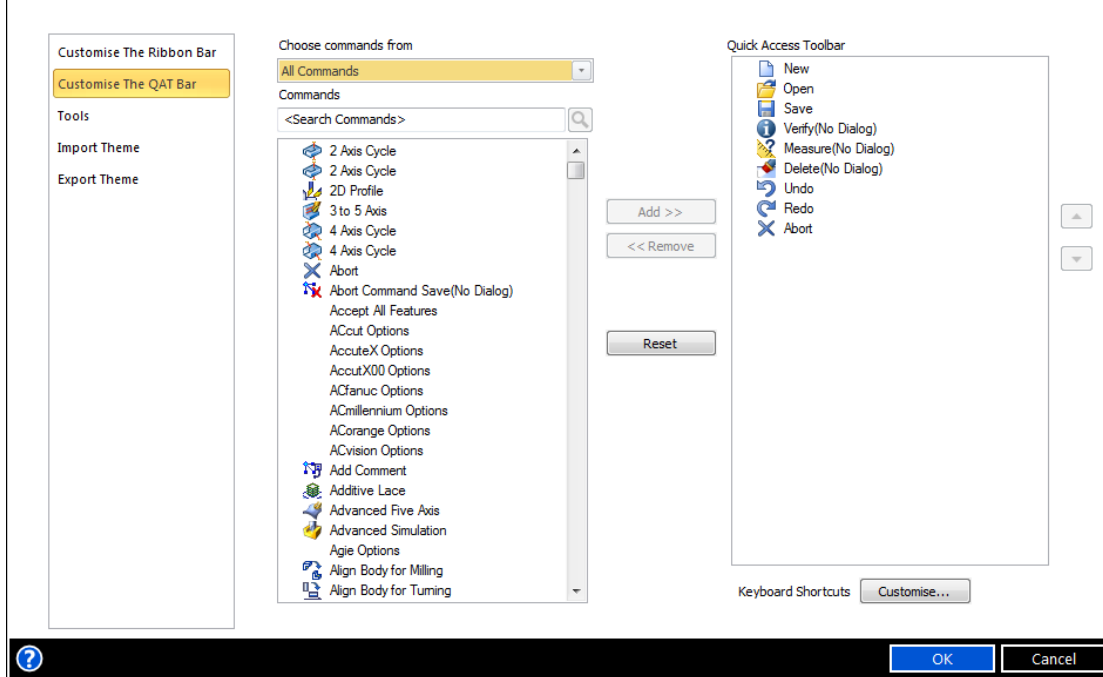 Customise The Ribbon Bar
Customise The QAT Bar
Tools
Import Theme
Export Theme
Choose commands from
All Commands
Commands
<Search Commands>
2 Axis Cycle
2 Axis Cycle
2D Profile
3 to 5 Axis
4 Axis Cycle
4 Axis Cycle
Abort
Abort Command Save(No Dialog)
Accept All Features
ACcut Options
AccuteX Options
AccutX00 Options
ACfanuc Options
ACmillennium Options
ACorange Options
ACvision Options
Add Comment
Additive Lace
Advanced Five Axis
Advanced Simulation
Agie Options
Align Body for Milling
Align Body for Turning
Add >>
<< Remove
Reset
Quick Access Toolbar
New
Open
Save
Verify(No Dialog)
Measure(No Dialog)
Delete(No Dialog)
Undo
Redo
Abort
Keyboard Shortcuts
Customise...
OK
Cancel